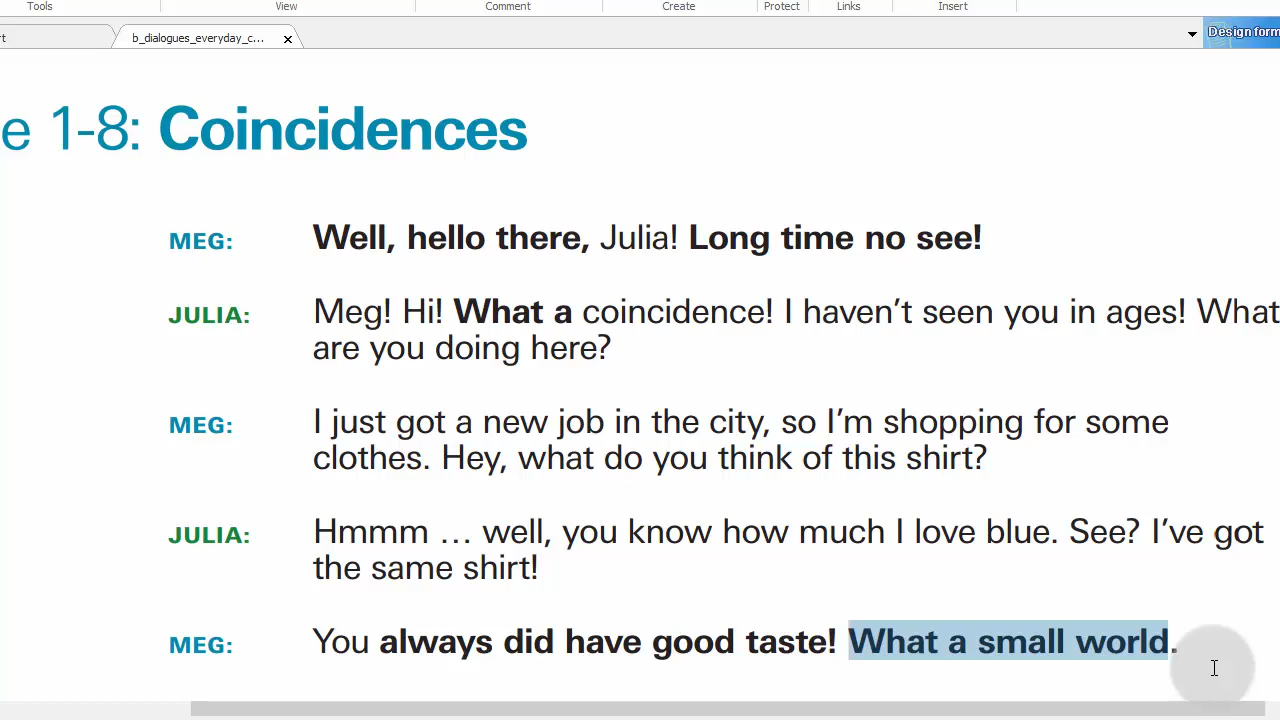 Tools View Comment Create Protect Links Insert
rt b_dialogues_everyday_c... Design form
e 1-8: Coincidences
MEG: Well, hello there, Julia! Long time no see!
JULIA: Meg! Hi! What a coincidence! I haven't seen you in ages! What
are you doing here?
MEG: I just got a new job in the city, so I'm shopping for some
clothes. Hey, what do you think of this shirt?
JULIA: Hmmm … well, you know how much I love blue. See? I've got
the same shirt!
MEG: You always did have good taste! What a small world.